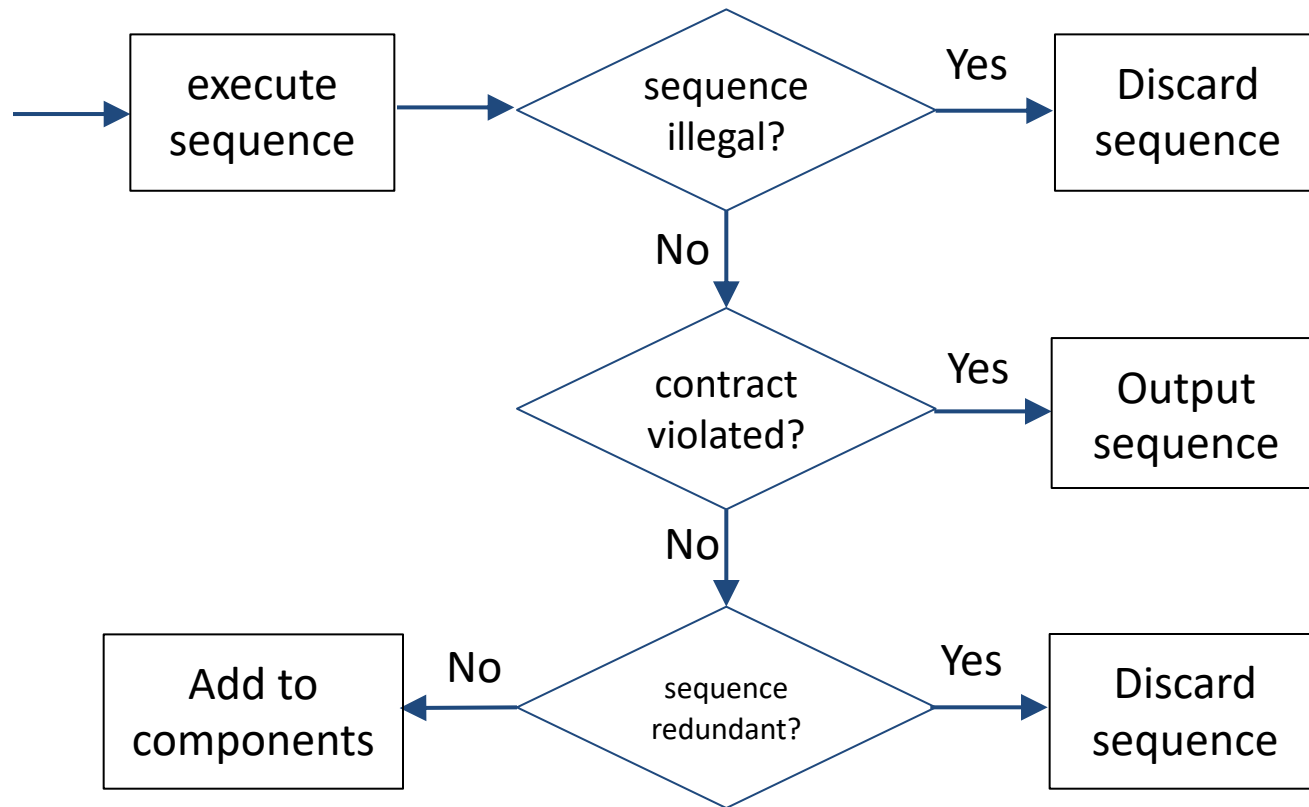 execute
sequence
sequence
illegal?
Yes
Discard
sequence
No
contract
violated?
Yes
Output
sequence
No
Add to
components
No
sequence
redundant?
Yes
Discard
sequence